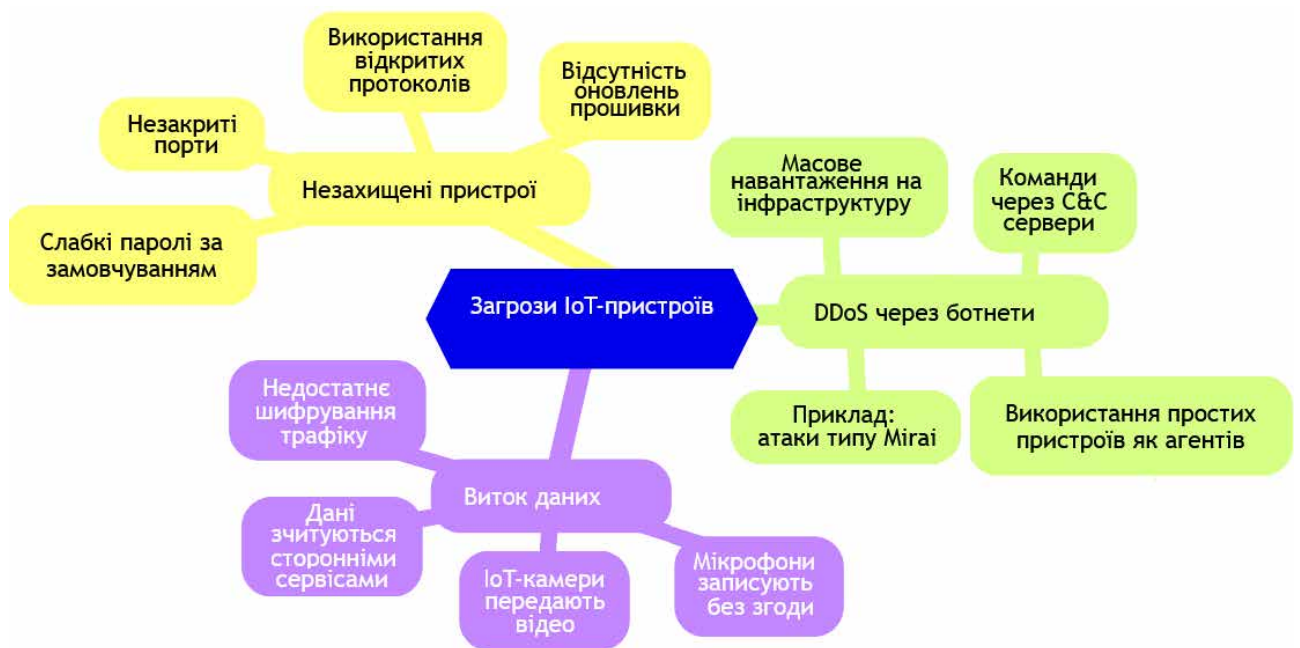 Використання
відкритих
протоколів
Відсутність
оновлень
прошивки
Незакриті
порти
Незахищені пристрої
Слабкі паролі за
замовчуванням
Масове
навантаження на
інфраструктуру
Команди
через C&C
сервери
Загрози IoT-пристроїв
DDoS через ботнети
Приклад:
атаки типу Mirai
Використання простих
пристроїв як агентів
Недостатнє
шифрування
трафіку
Виток даних
Дані
зчитуються
сторонніми
сервісами
IoT-камери
передають
відео
Мікрофони
записують
без згоди